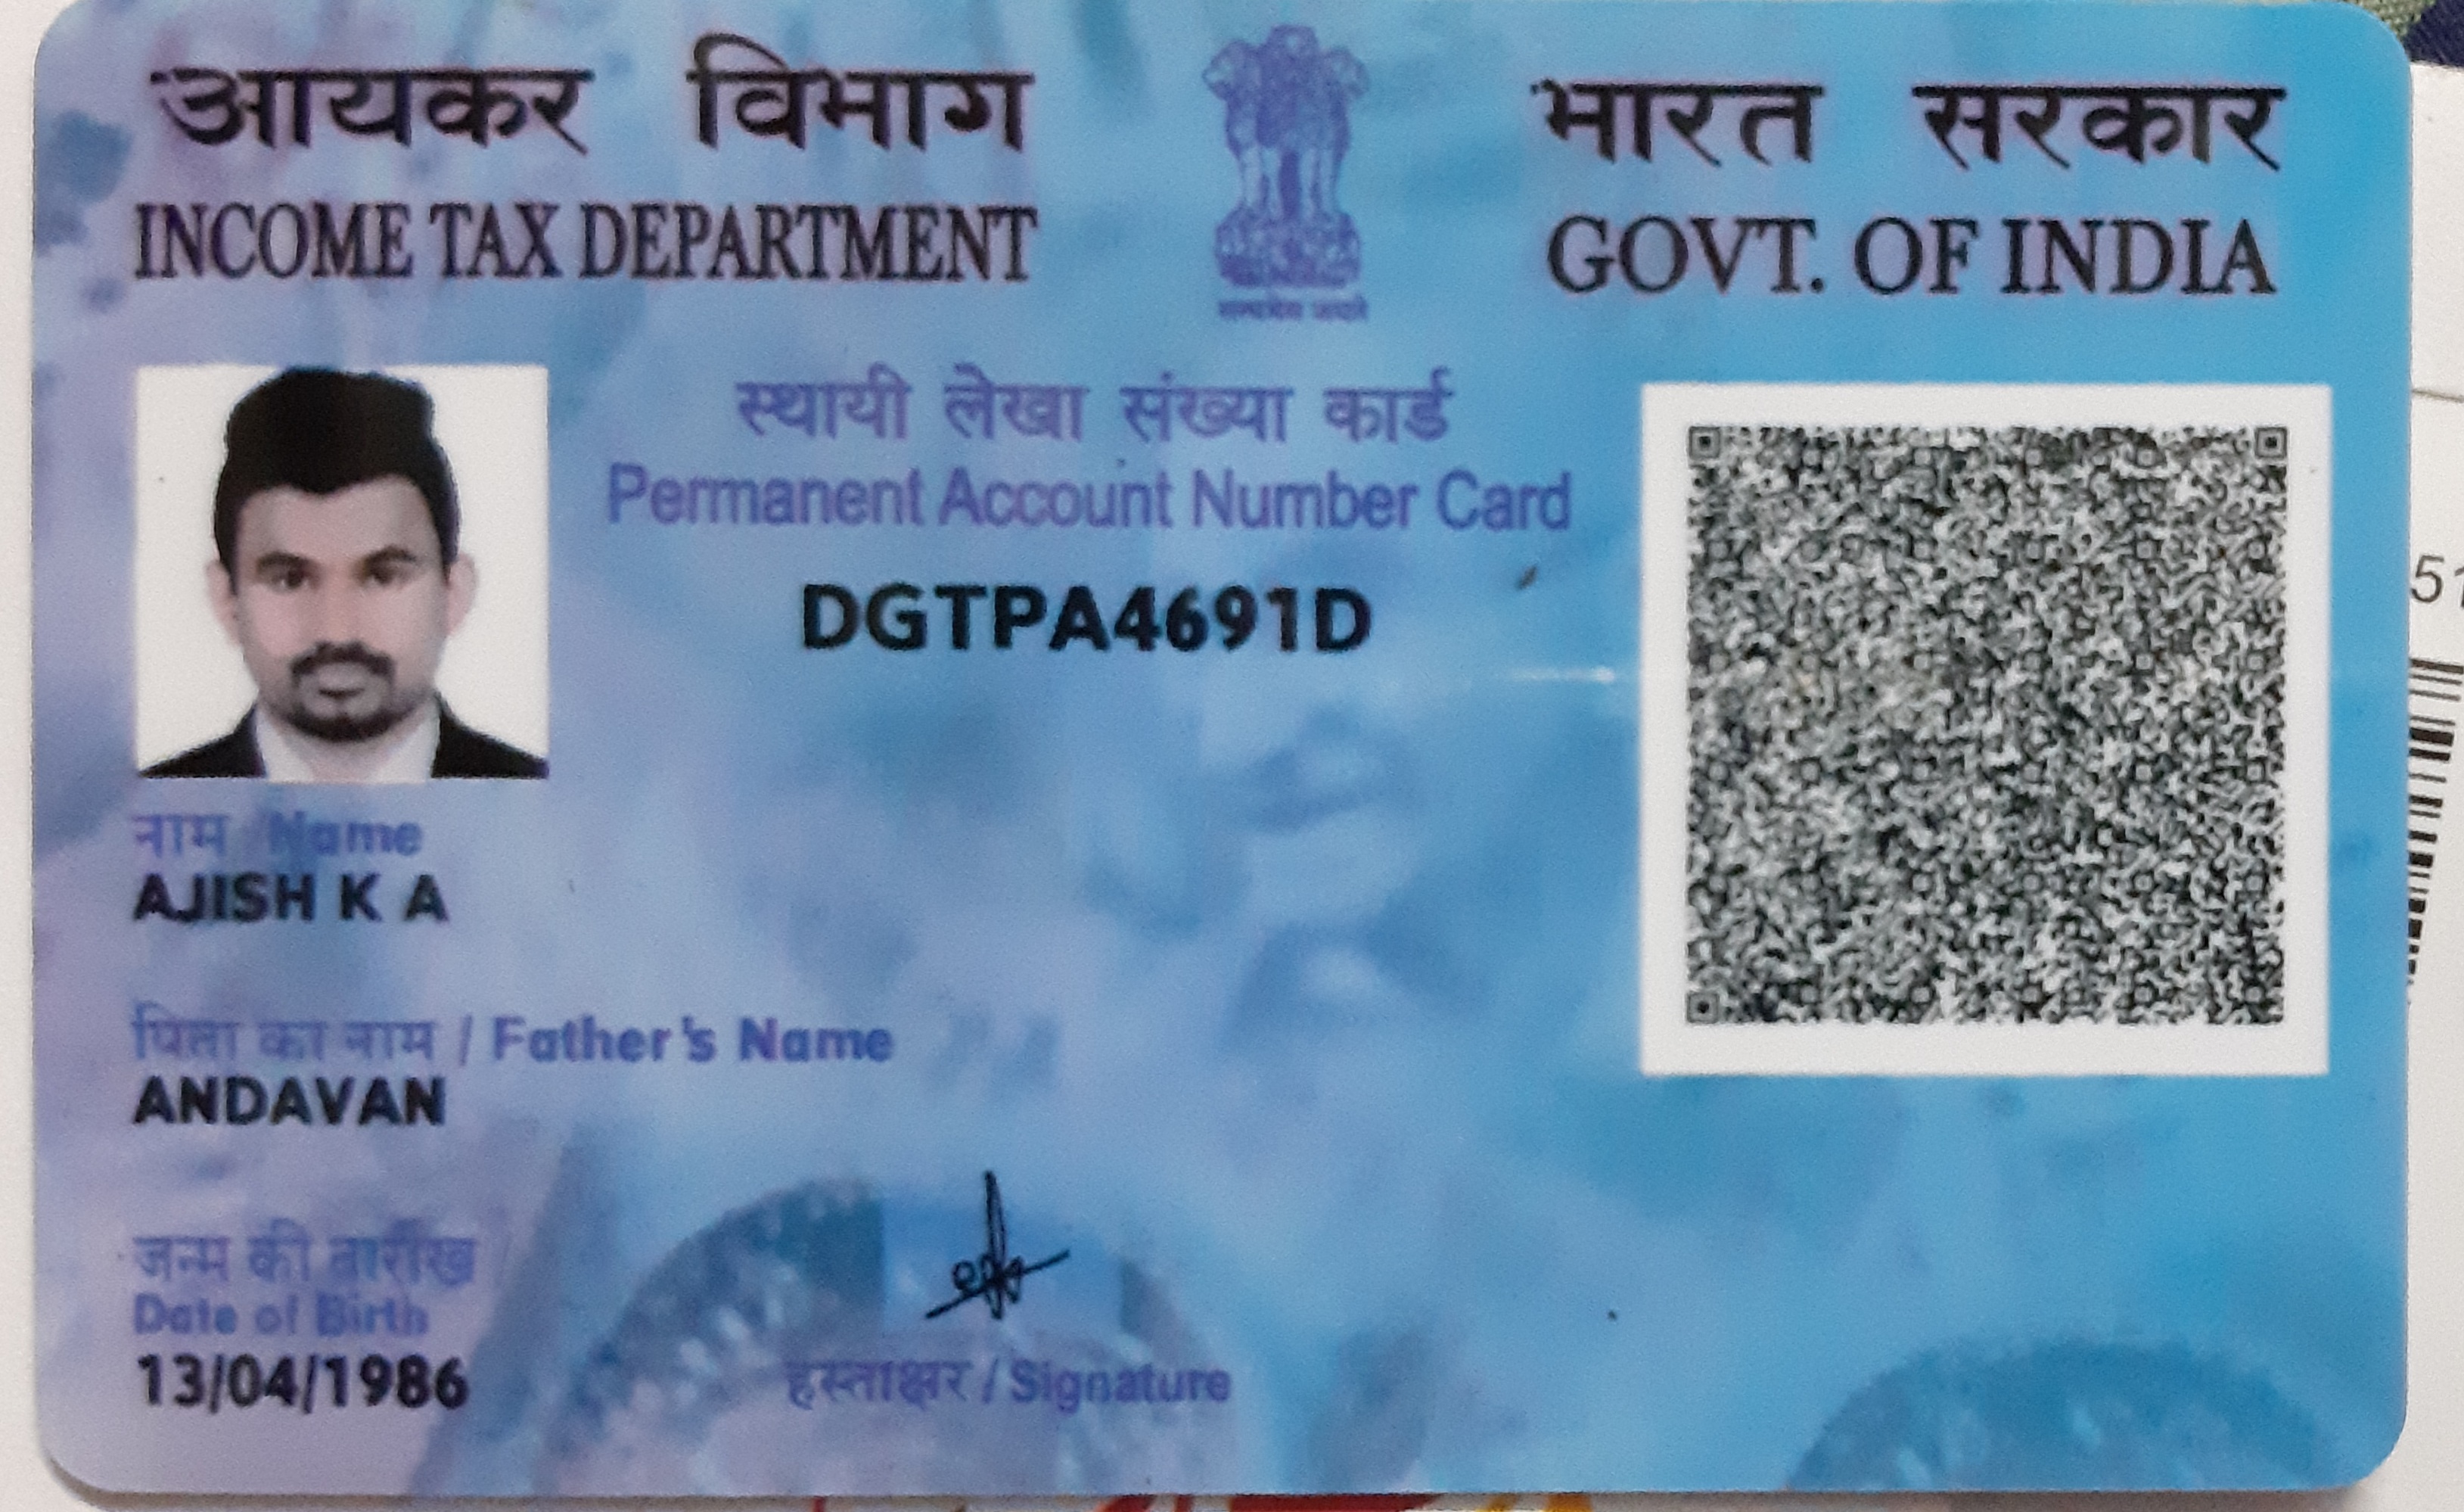 आयकर विभाग
INCOME TAX DEPARTMENT
भारत सरकार
GOVT. OF INDIA
सत्यमेव जयते
स्थायी लेखा संख्या कार्ड
Permanent Account Number Card
DGTPA4691D
नाम / Name
AJISH K A
पिता का नाम / Father's Name
ANDAVAN
जन्म की तारीख
Date of Birth
13/04/1986
हस्ताक्षर / Signature